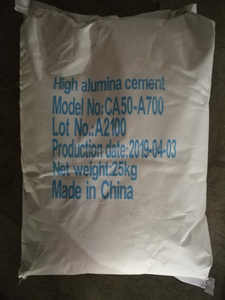 High alumina cement
Model No:CA50-A700
Lot No.:A2100
Production date:2019-04-03
Net weight:25kg
Made in China